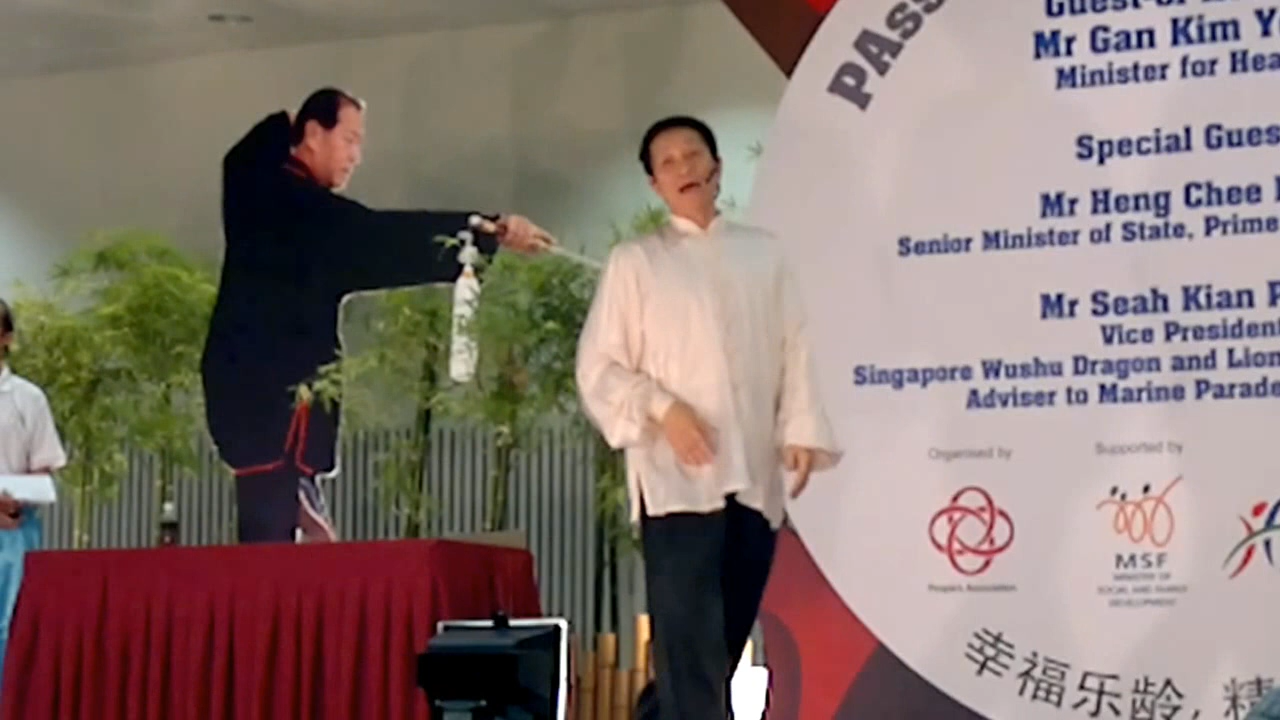 PAss
Guest-of
Mr Gan Kim Y
Minister for Hea
Special Gues
Mr Heng Chee
Senior Minister of State, Prime
Mr Seah Kian
Vice President
Singapore Wushu Dragon and Lion
Adviser to Marine Parade
Organised by
Supported by
People's Association
MSF
MINISTRY OF
SOCIAL AND FAMILY
DEVELOPMENT
幸福乐龄, 精